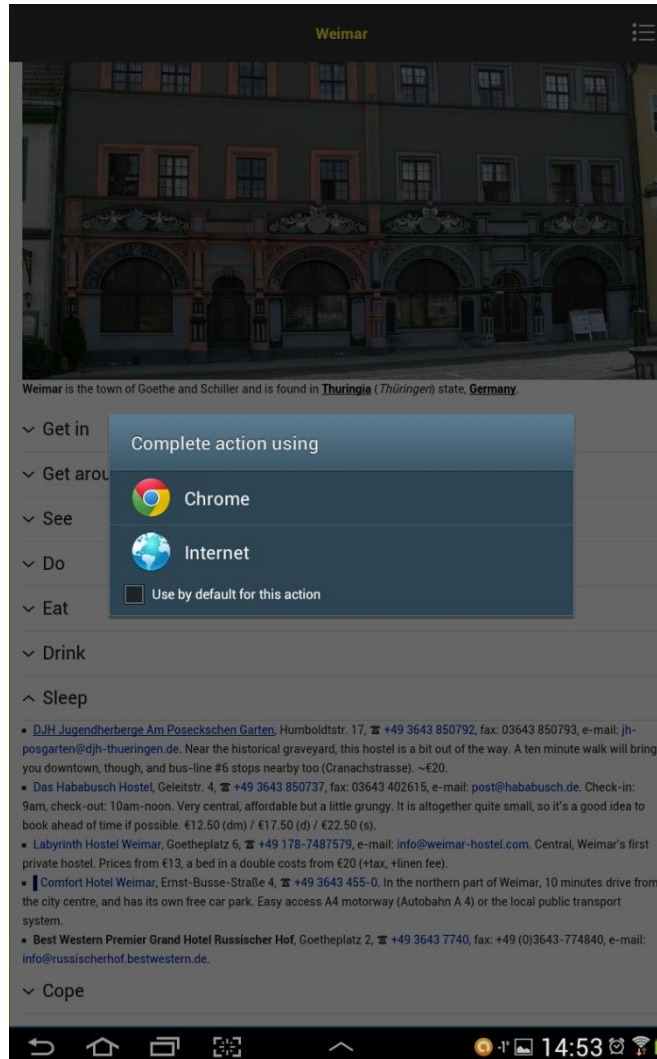 Weimar
Weimar is the town of Goethe and Schiller and is found in Thuringia (Thüringen) state, Germany.
Get in
Get arou
See
Do
Eat
Drink
Sleep
Complete action using
Chrome
Internet
Use by default for this action
▪ DJH Jugendherberge Am Poseckschen Garten, Humboldtstr. 17, ☎ +49 3643 850792, fax: 03643 850793, e-mail: jh-
posgarten@djh-thueringen.de. Near the historical graveyard, this hostel is a bit out of the way. A ten minute walk will bring
you downtown, though, and bus-line #6 stops nearby too (Cranachstrasse). ~€20.
▪ Das Hababusch Hostel, Geleitstr. 4, ☎ +49 3643 850737, fax: 03643 402615, e-mail: post@hababusch.de. Check-in:
9am, check-out: 10am-noon. Very central, affordable but a little grungy. It is altogether quite small, so it's a good idea to
book ahead of time if possible. €12.50 (dm) / €17.50 (d) / €22.50 (s).
▪ Labyrinth Hostel Weimar, Goetheplatz 6, ☎ +49 178-7487579, e-mail: info@weimar-hostel.com. Central, Weimar's first
private hostel. Prices from €13, a bed in a double costs from €20 (+tax, +linen fee).
▪ Comfort Hotel Weimar, Ernst-Busse-Straße 4, ☎ +49 3643 455-0. In the northern part of Weimar, 10 minutes drive from
the city centre, and has its own free car park. Easy access A4 motorway (Autobahn A 4) or the local public transport
system.
▪ Best Western Premier Grand Hotel Russischer Hof, Goetheplatz 2, ☎ +49 3643 7740, fax: +49 (0)3643-774840, e-mail:
info@russischerhof.bestwestern.de.
Cope
-1° 14:53